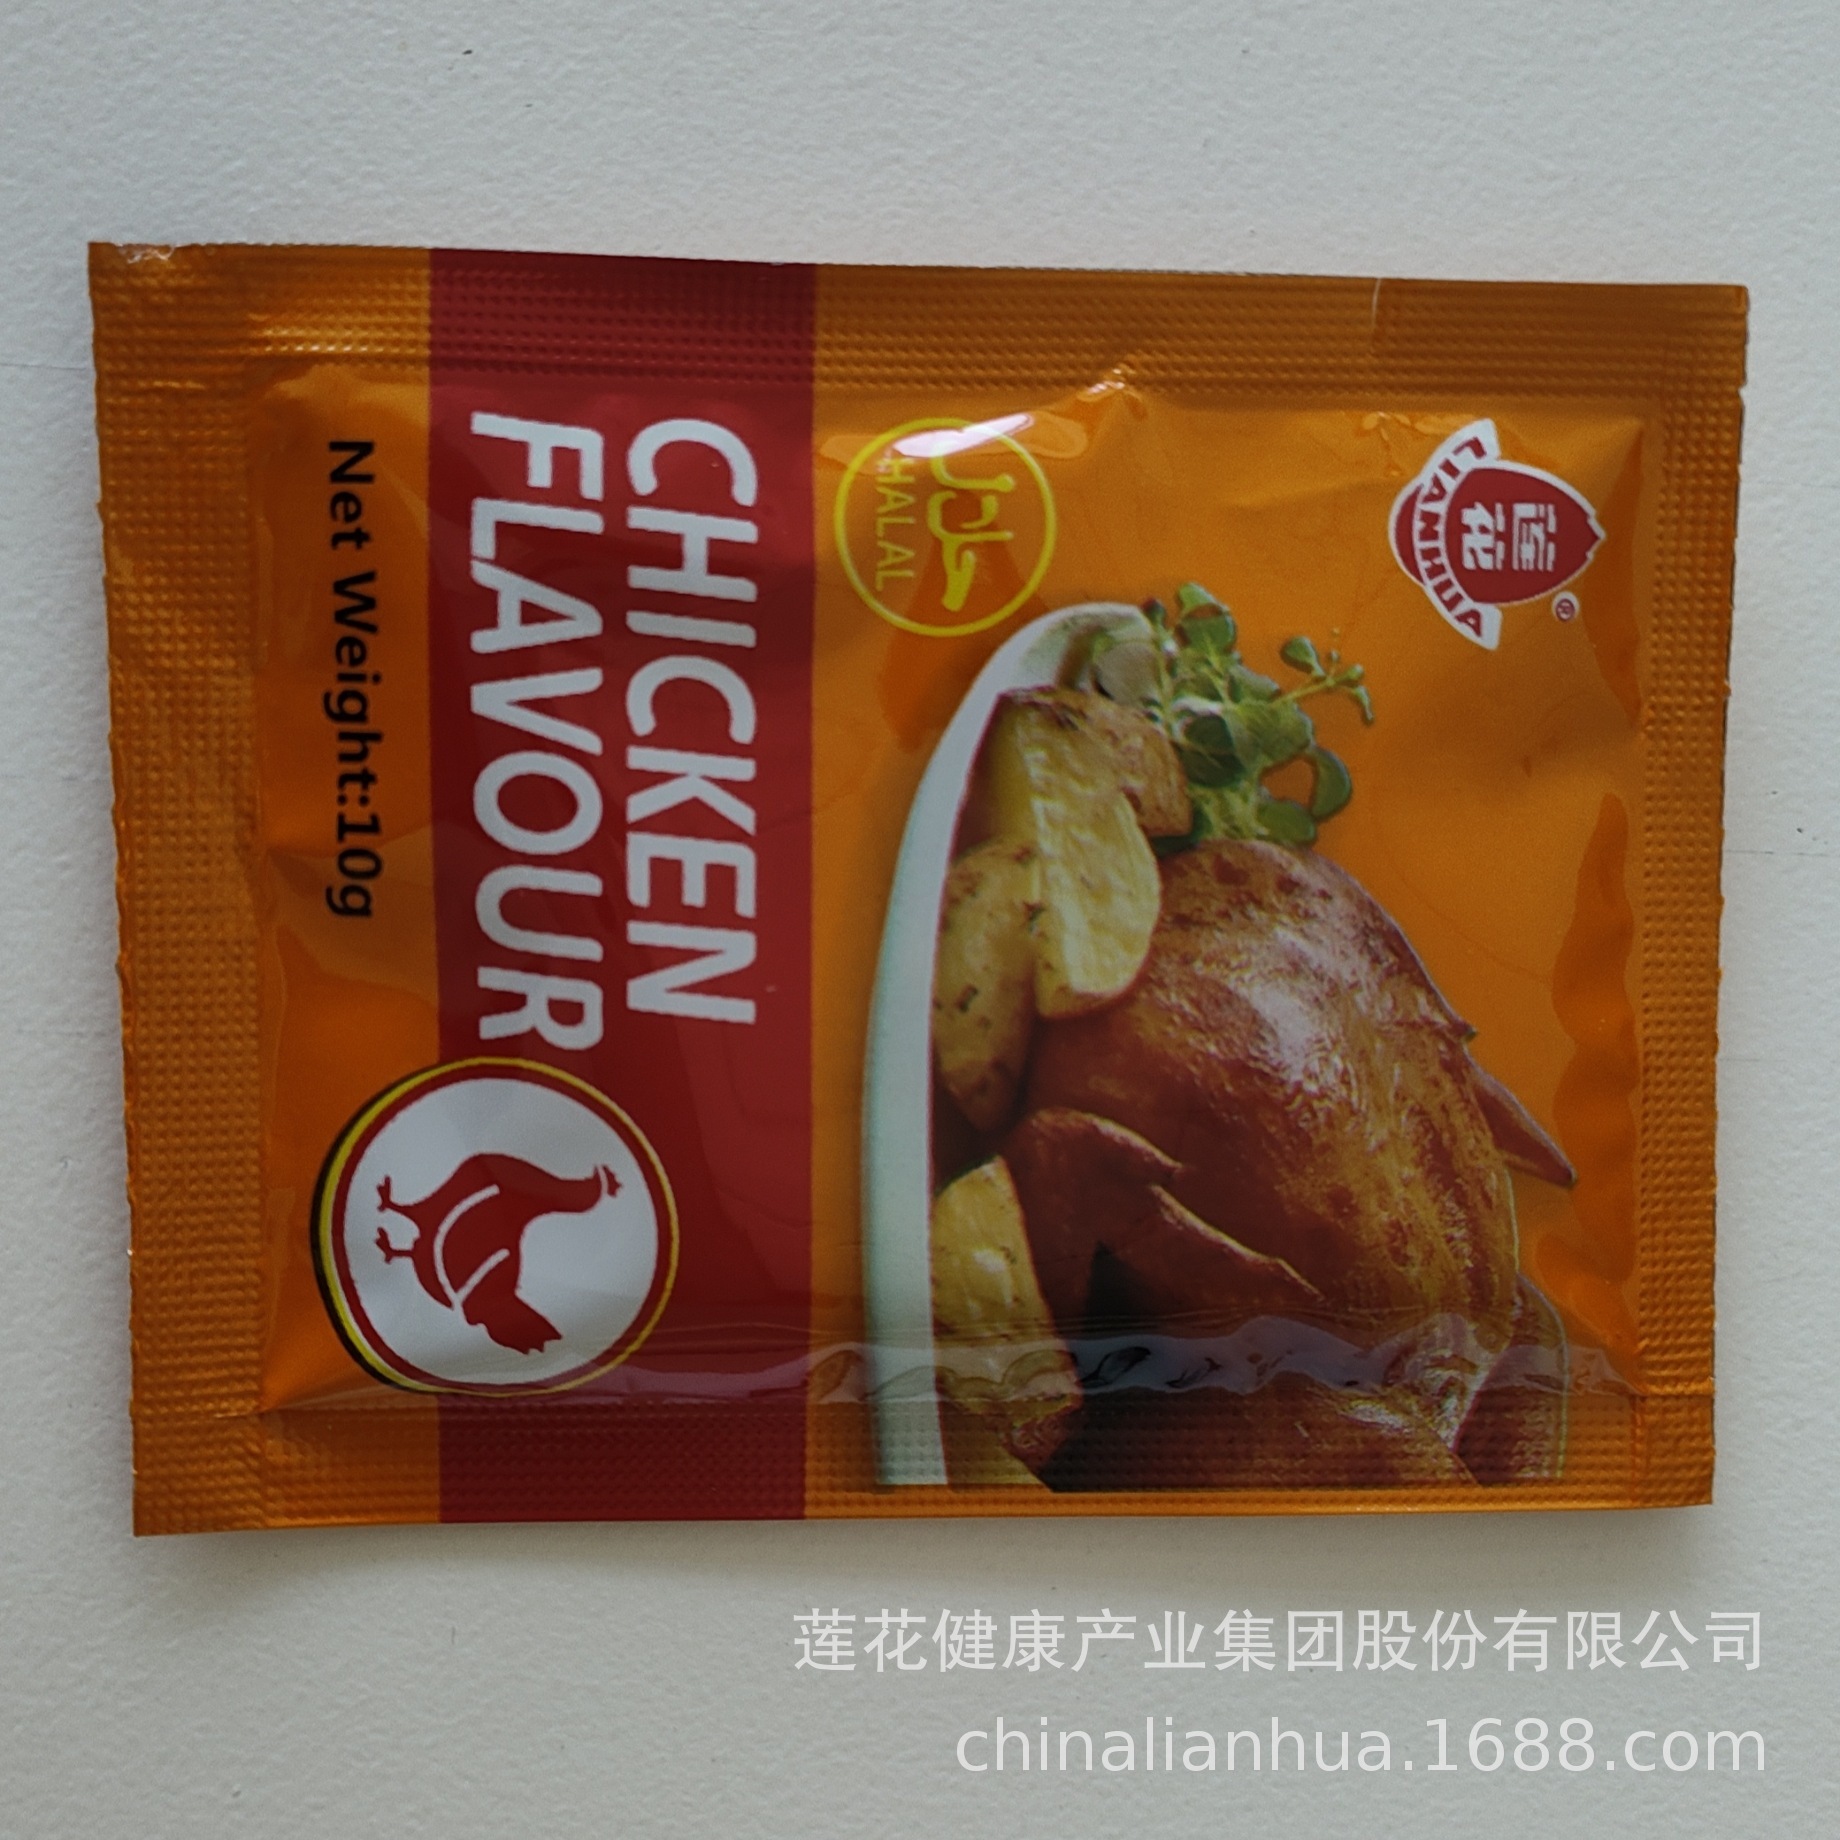 莲花
LIANHUA
®
حلال
HALAL
CHICKEN
FLAVOUR
Net Weight:10g
莲花健康产业集团股份有限公司
chinalianhua.1688.com